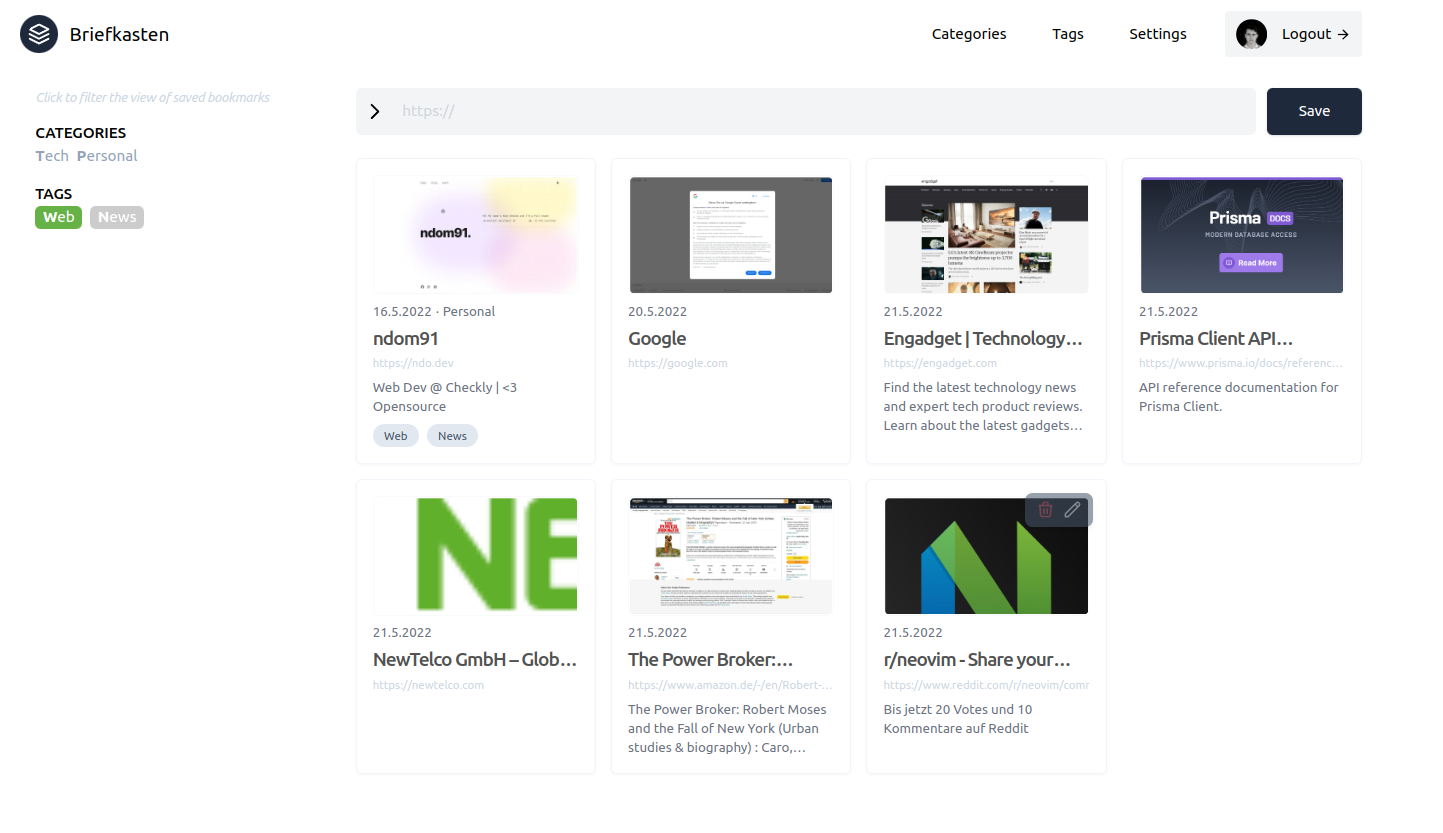 Briefkasten
Categories
Tags
Settings
Logout →
Click to filter the view of saved bookmarks
https://
Save
CATEGORIES
Tech Personal
TAGS
Web News
ndom91.
Prisma DOCS
MODERN DATABASE ACCESS
Read More
16.5.2022 · Personal
ndom91
https://ndo.dev
Web Dev @ Checkly | <3
Opensource
Web News
20.5.2022
Google
https://google.com
21.5.2022
Engadget | Technology…
https://engadget.com
Find the latest technology news
and expert tech product reviews.
Learn about the latest gadgets…
21.5.2022
Prisma Client API…
https://www.prisma.io/docs/referenc…
API reference documentation for
Prisma Client.
NE
21.5.2022
NewTelco GmbH – Glob…
https://newtelco.com
THE POWER BROKER
21.5.2022
The Power Broker:…
https://www.amazon.de/-/en/Robert-…
The Power Broker: Robert Moses
and the Fall of New York (Urban
studies & biography) : Caro,…
21.5.2022
r/neovim - Share your…
https://www.reddit.com/r/neovim/comr
Bis jetzt 20 Votes und 10
Kommentare auf Reddit